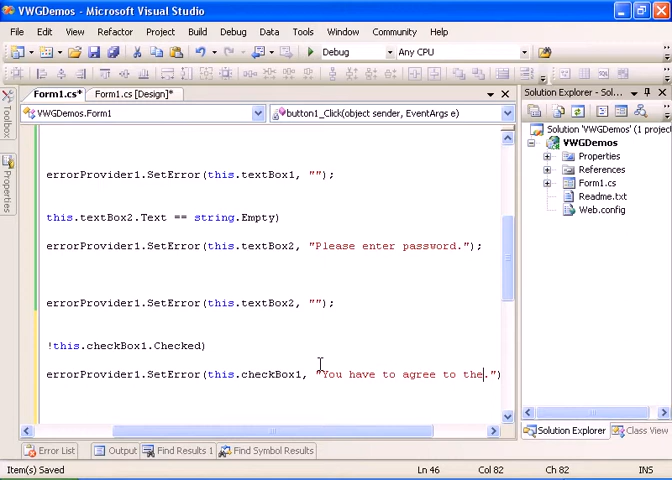 VWGDemos - Microsoft Visual Studio
File Edit View Refactor Project Build Debug Data Tools Window Community Help
Debug Any CPU
Form1.cs* Form1.cs [Design]*
VWGDemos.Form1 button1_Click(object sender, EventArgs e)
Toolbox
Properties
errorProvider1.SetError(this.textBox1, "");
this.textBox2.Text == string.Empty)
errorProvider1.SetError(this.textBox2, "Please enter password.");
errorProvider1.SetError(this.textBox2, "");
!this.checkBox1.Checked)
errorProvider1.SetError(this.checkBox1, "You have to agree to the.")
Solution Explorer - Sol...
Solution 'VWGDemos' (1 project
VWGDemos
Properties
References
Form1.cs
Readme.txt
Web.config
Solution Explorer Class View
Error List Output Find Results 1 Find Symbol Results
Item(s) Saved Ln 46 Col 82 Ch 82 INS